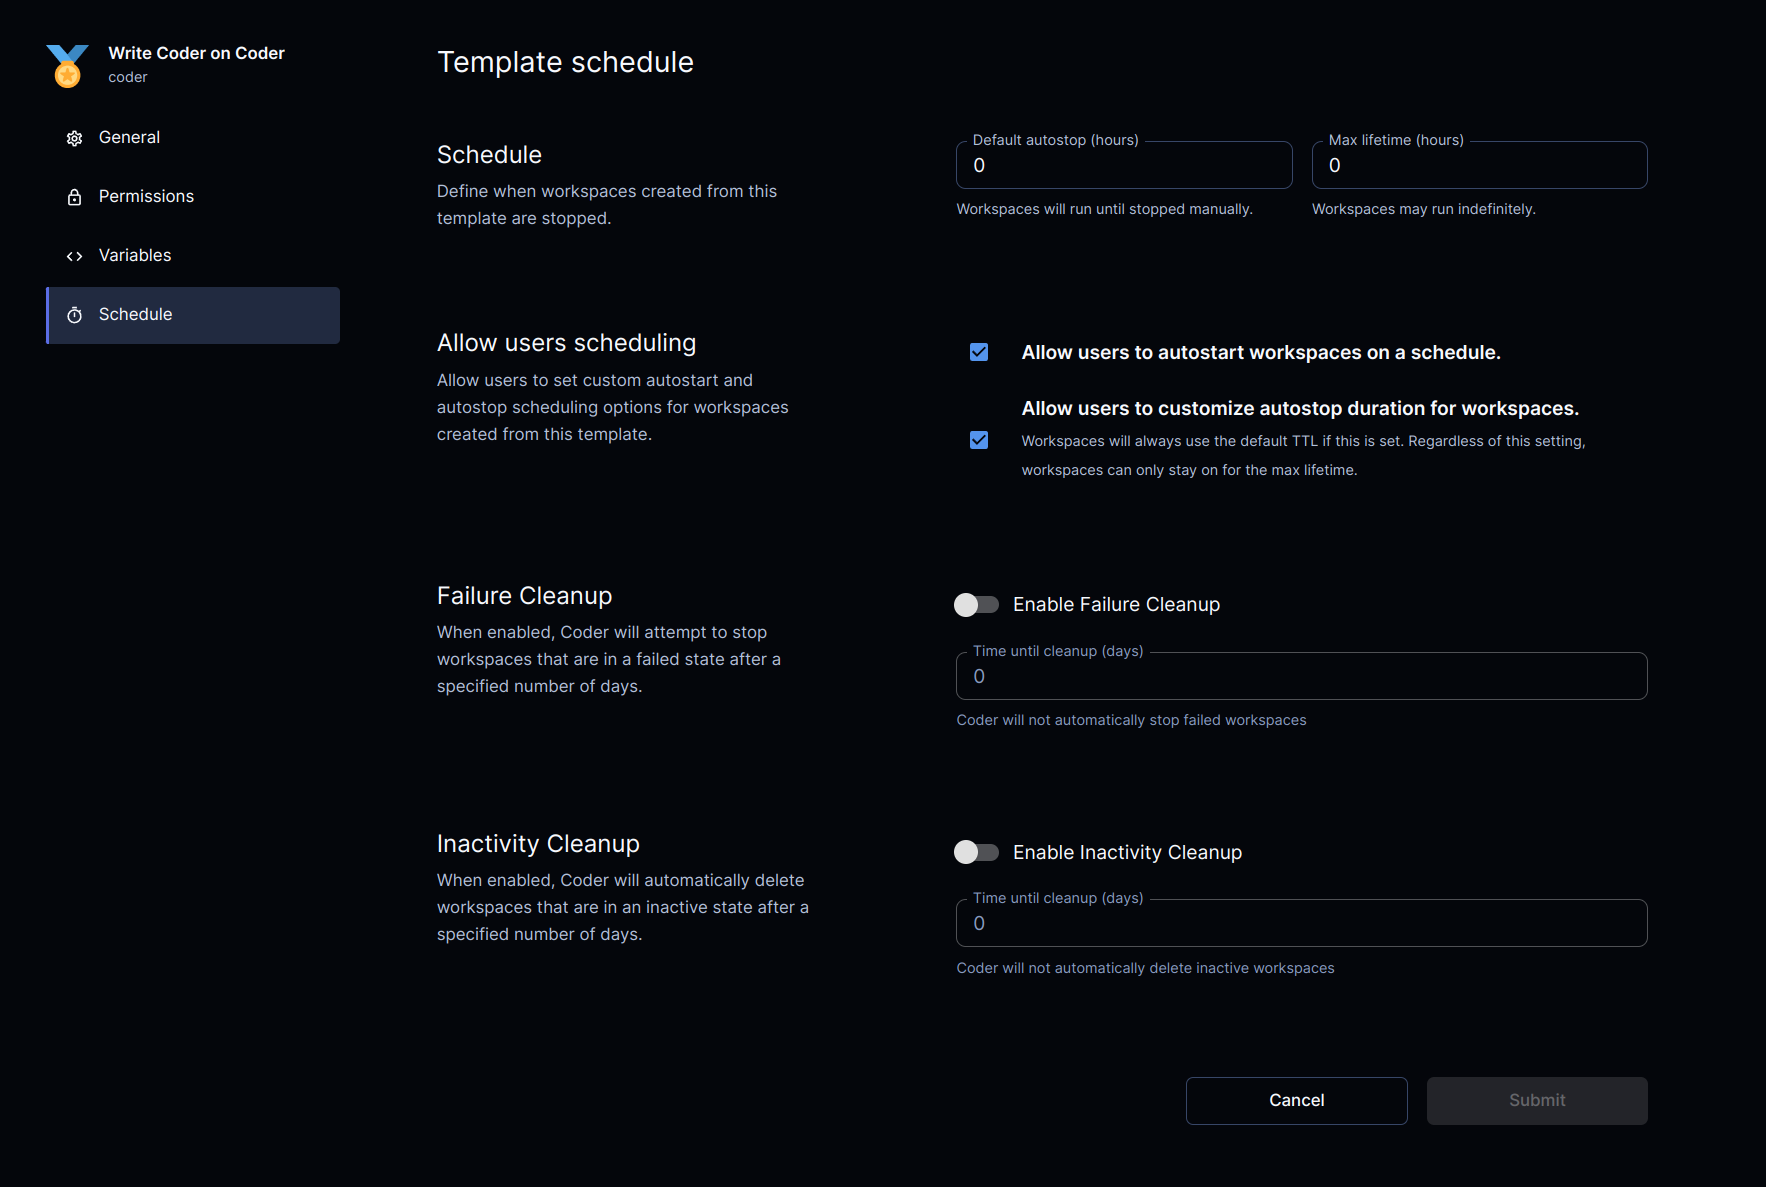 Write Coder on Coder
coder
General
Permissions
Variables
Schedule
Template schedule
Schedule
Define when workspaces created from this
template are stopped.
Default autostop (hours)
0
Workspaces will run until stopped manually.
Max lifetime (hours)
0
Workspaces may run indefinitely.
Allow users scheduling
Allow users to set custom autostart and
autostop scheduling options for workspaces
created from this template.
Allow users to autostart workspaces on a schedule.
Allow users to customize autostop duration for workspaces.
Workspaces will always use the default TTL if this is set. Regardless of this setting,
workspaces can only stay on for the max lifetime.
Failure Cleanup
When enabled, Coder will attempt to stop
workspaces that are in a failed state after a
specified number of days.
Enable Failure Cleanup
Time until cleanup (days)
0
Coder will not automatically stop failed workspaces
Inactivity Cleanup
When enabled, Coder will automatically delete
workspaces that are in an inactive state after a
specified number of days.
Enable Inactivity Cleanup
Time until cleanup (days)
0
Coder will not automatically delete inactive workspaces
Cancel
Submit